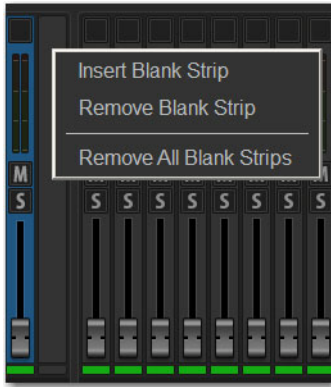 Insert Blank Strip
Remove Blank Strip
Remove All Blank Strips
M
S S S S S S S S S